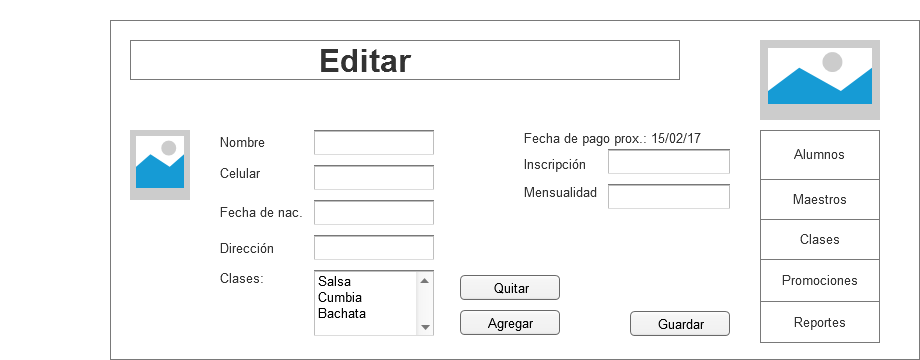 Editar
Nombre
Celular
Fecha de nac.
Dirección
Clases:
Salsa
Cumbia
Bachata
Quitar
Agregar
Fecha de pago prox.: 15/02/17
Inscripción
Mensualidad
Guardar
Alumnos
Maestros
Clases
Promociones
Reportes